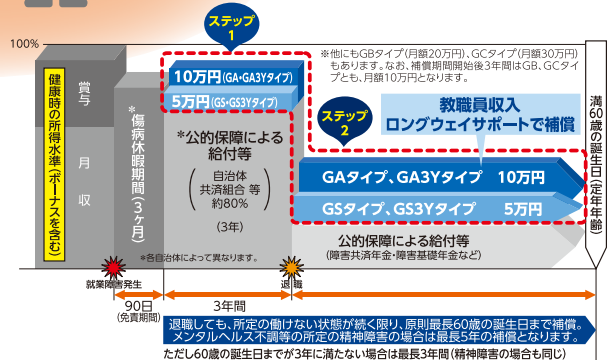 ステップ
1
100%
※他にもGBタイプ(月額20万円)、GCタイプ(月額30万円)
もあります。なお、補償期間開始後3年間はGB、GCタイ
プとも、月額10万円となります。
健康時の所得水準(ボーナスを含む)
賞与
月収
*傷病休暇期間(3ヶ月)
10万円(GA・GA3Yタイプ)
5万円(GS・GS3Yタイプ)
*公的保障による
給付等
(自治体
共済組合 等
約80%)
(3年)
*各自治体によって異なります。
ステップ
2
教職員収入
ロングウェイサポートで補償
GAタイプ、GA3Yタイプ 10万円
GSタイプ、GS3Yタイプ 5万円
公的保障による給付等
(障害共済年金・障害基礎年金など)
満60歳の誕生日(定年年齢)
就業障害発生
退職
90日
(免責期間)
3年間
退職しても、所定の働けない状態が続く限り、原則最長60歳の誕生日まで補償。
メンタルヘルス不調等の所定の精神障害の場合は最長5年の補償となります。
ただし60歳の誕生日までが3年に満たない場合は最長3年間(精神障害の場合も同じ)